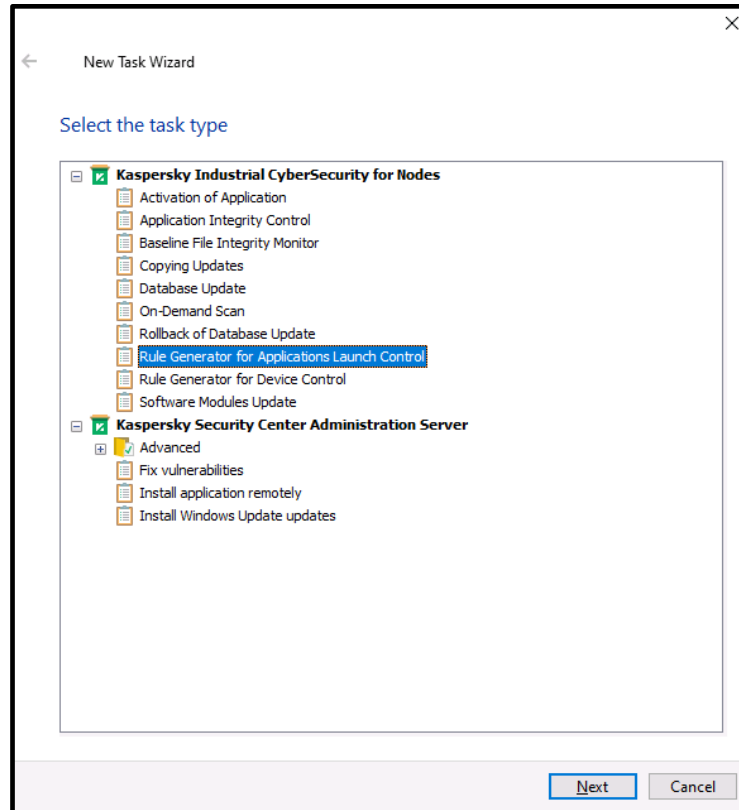 New Task Wizard
Select the task type
Kaspersky Industrial CyberSecurity for Nodes
Activation of Application
Application Integrity Control
Baseline File Integrity Monitor
Copying Updates
Database Update
On-Demand Scan
Rollback of Database Update
Rule Generator for Applications Launch Control
Rule Generator for Device Control
Software Modules Update
Kaspersky Security Center Administration Server
Advanced
Fix vulnerabilities
Install application remotely
Install Windows Update updates
Next Cancel